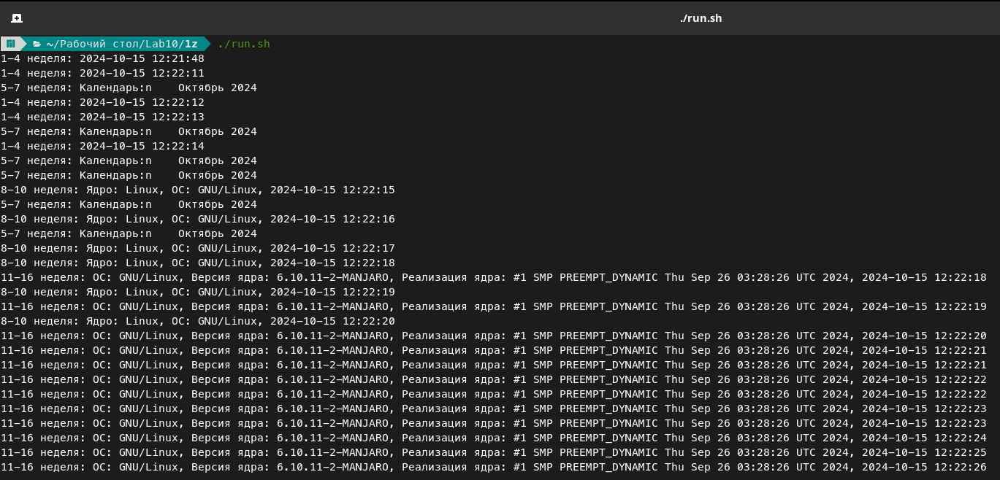 ./run.sh
~/Рабочий стол/Lab10/1z ./run.sh
1-4 неделя: 2024-10-15 12:21:48
1-4 неделя: 2024-10-15 12:22:11
5-7 неделя: Календарь:n    Октябрь 2024
1-4 неделя: 2024-10-15 12:22:12
1-4 неделя: 2024-10-15 12:22:13
5-7 неделя: Календарь:n    Октябрь 2024
1-4 неделя: 2024-10-15 12:22:14
5-7 неделя: Календарь:n    Октябрь 2024
5-7 неделя: Календарь:n    Октябрь 2024
8-10 неделя: Ядро: Linux, ОС: GNU/Linux, 2024-10-15 12:22:15
5-7 неделя: Календарь:n    Октябрь 2024
8-10 неделя: Ядро: Linux, ОС: GNU/Linux, 2024-10-15 12:22:16
5-7 неделя: Календарь:n    Октябрь 2024
8-10 неделя: Ядро: Linux, ОС: GNU/Linux, 2024-10-15 12:22:17
8-10 неделя: Ядро: Linux, ОС: GNU/Linux, 2024-10-15 12:22:18
11-16 неделя: ОС: GNU/Linux, Версия ядра: 6.10.11-2-MANJARO, Реализация ядра: #1 SMP PREEMPT_DYNAMIC Thu Sep 26 03:28:26 UTC 2024, 2024-10-15 12:22:18
8-10 неделя: Ядро: Linux, ОС: GNU/Linux, 2024-10-15 12:22:19
11-16 неделя: ОС: GNU/Linux, Версия ядра: 6.10.11-2-MANJARO, Реализация ядра: #1 SMP PREEMPT_DYNAMIC Thu Sep 26 03:28:26 UTC 2024, 2024-10-15 12:22:19
8-10 неделя: Ядро: Linux, ОС: GNU/Linux, 2024-10-15 12:22:20
11-16 неделя: ОС: GNU/Linux, Версия ядра: 6.10.11-2-MANJARO, Реализация ядра: #1 SMP PREEMPT_DYNAMIC Thu Sep 26 03:28:26 UTC 2024, 2024-10-15 12:22:20
11-16 неделя: ОС: GNU/Linux, Версия ядра: 6.10.11-2-MANJARO, Реализация ядра: #1 SMP PREEMPT_DYNAMIC Thu Sep 26 03:28:26 UTC 2024, 2024-10-15 12:22:21
11-16 неделя: ОС: GNU/Linux, Версия ядра: 6.10.11-2-MANJARO, Реализация ядра: #1 SMP PREEMPT_DYNAMIC Thu Sep 26 03:28:26 UTC 2024, 2024-10-15 12:22:21
11-16 неделя: ОС: GNU/Linux, Версия ядра: 6.10.11-2-MANJARO, Реализация ядра: #1 SMP PREEMPT_DYNAMIC Thu Sep 26 03:28:26 UTC 2024, 2024-10-15 12:22:22
11-16 неделя: ОС: GNU/Linux, Версия ядра: 6.10.11-2-MANJARO, Реализация ядра: #1 SMP PREEMPT_DYNAMIC Thu Sep 26 03:28:26 UTC 2024, 2024-10-15 12:22:22
11-16 неделя: ОС: GNU/Linux, Версия ядра: 6.10.11-2-MANJARO, Реализация ядра: #1 SMP PREEMPT_DYNAMIC Thu Sep 26 03:28:26 UTC 2024, 2024-10-15 12:22:23
11-16 неделя: ОС: GNU/Linux, Версия ядра: 6.10.11-2-MANJARO, Реализация ядра: #1 SMP PREEMPT_DYNAMIC Thu Sep 26 03:28:26 UTC 2024, 2024-10-15 12:22:23
11-16 неделя: ОС: GNU/Linux, Версия ядра: 6.10.11-2-MANJARO, Реализация ядра: #1 SMP PREEMPT_DYNAMIC Thu Sep 26 03:28:26 UTC 2024, 2024-10-15 12:22:24
11-16 неделя: ОС: GNU/Linux, Версия ядра: 6.10.11-2-MANJARO, Реализация ядра: #1 SMP PREEMPT_DYNAMIC Thu Sep 26 03:28:26 UTC 2024, 2024-10-15 12:22:25
11-16 неделя: ОС: GNU/Linux, Версия ядра: 6.10.11-2-MANJARO, Реализация ядра: #1 SMP PREEMPT_DYNAMIC Thu Sep 26 03:28:26 UTC 2024, 2024-10-15 12:22:26